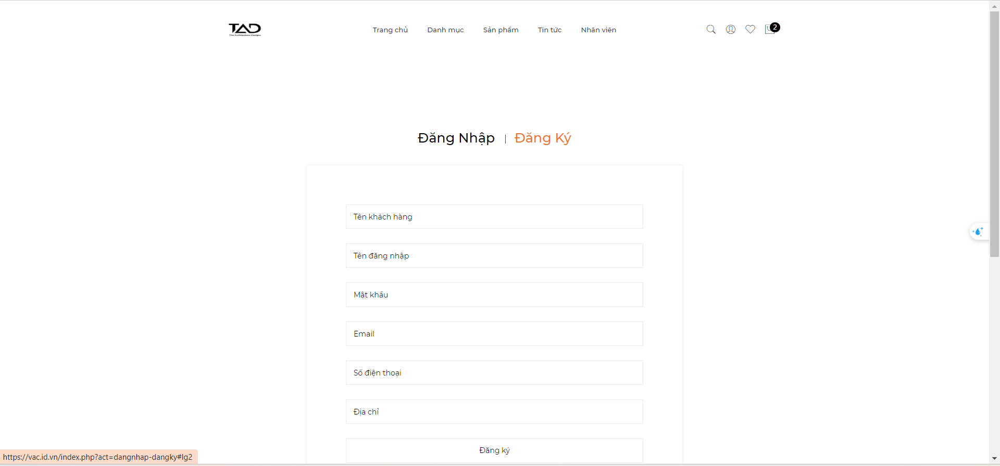 TAD
The Architectors Designs
Trang chủ
Danh mục
Sản phẩm
Tin tức
Nhân viên
2
Đăng Nhập | Đăng Ký
Tên khách hàng
Tên đăng nhập
Mật khẩu
Email
Số điện thoại
Địa chỉ
Đăng ký
https://vac.id.vn/index.php?act=dangnhap-dangky#lg2